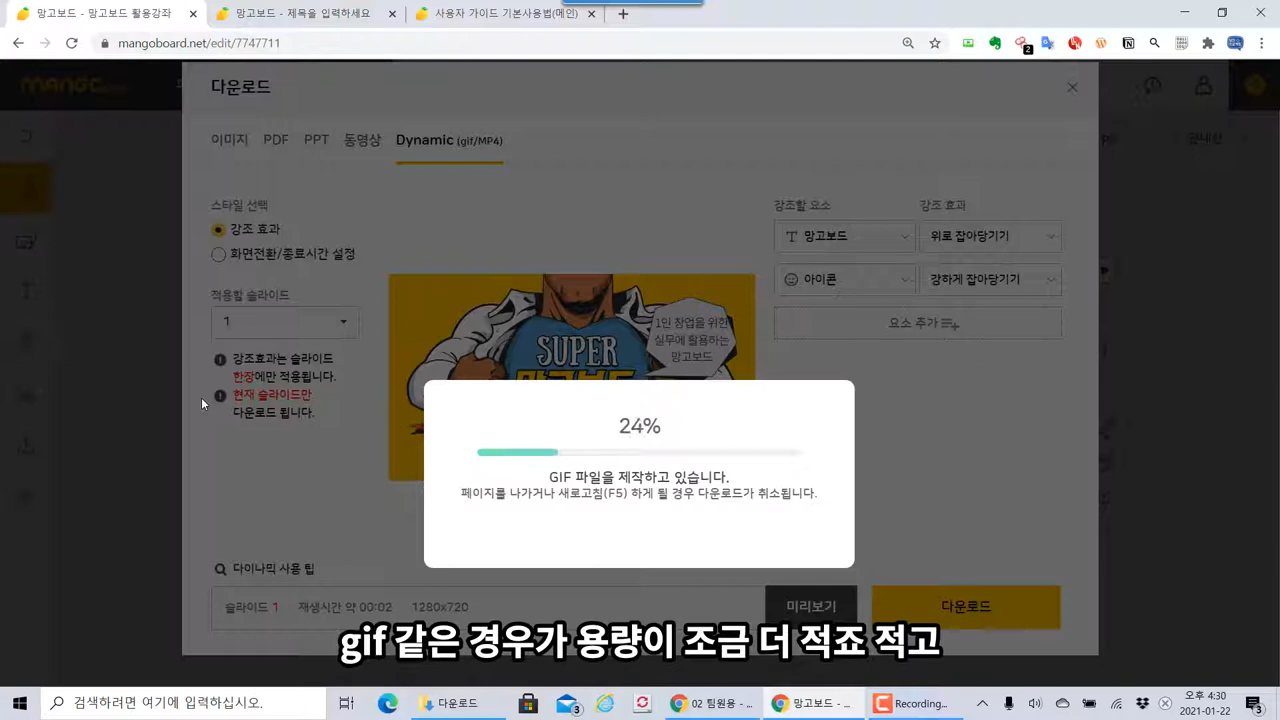 망고보드 - 망고보드 활용강좌
망고보드 - 제목을 입력하세요
사용자 가이드 기본사용법(메인)
mangoboard.net/edit/7747711
2
다운로드
이미지
PDF
PPT
동영상
Dynamic (gif/MP4)
스타일 선택
강조 효과
화면전환/종료시간 설정
강조할 요소
강조 효과
망고보드
위로 잡아당기기
아이콘
강하게 잡아당기기
요소 추가
적용할 슬라이드
1
강조효과는 슬라이드
한장에만 적용됩니다.
현재 슬라이드만
다운로드 됩니다.
1인 창업을 위한
실무에 활용하는
망고보드
SUPER
24%
GIF 파일을 제작하고 있습니다.
페이지를 나가거나 새로고침(F5) 하게 될 경우 다운로드가 취소됩니다.
다이나믹 사용 팁
슬라이드 1 재생시간 약 00:02 1280x720
미리보기
다운로드
gif 같은 경우가 용량이 조금 더 적죠 적고
검색하려면 여기에 입력하십시오.
3
다운로드
02 팀원용 - ...
망고보드 - ...
Recording...
오후 4:30
2021-01-22
3